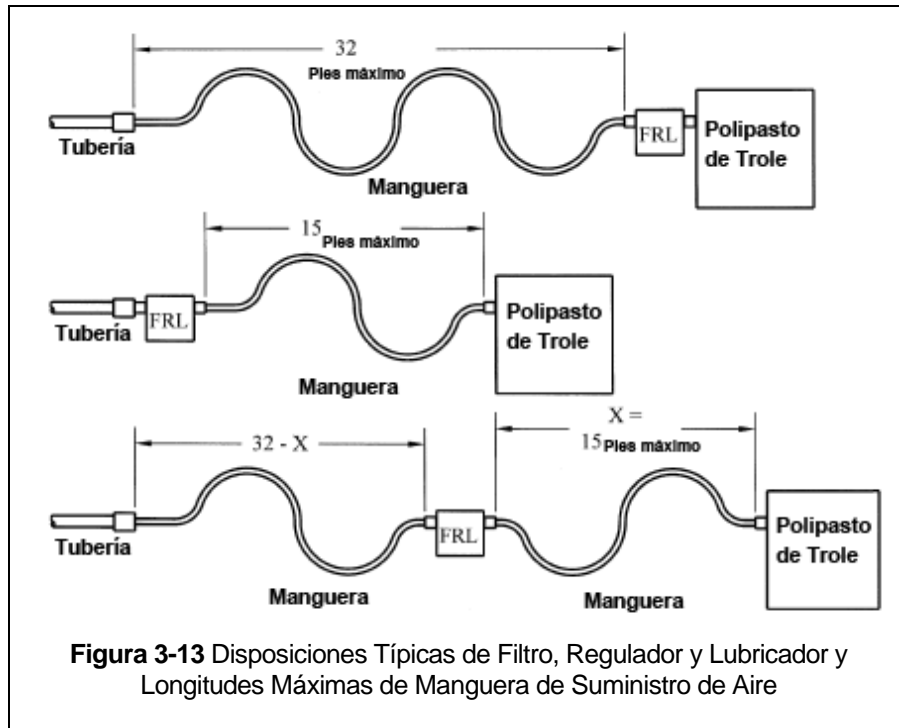 32
Pies máximo
Tubería
Manguera
FRL
Polipasto
de Trole
15
Pies máximo
Tubería
FRL
Manguera
Polipasto
de Trole
32 - X
X =
15 Pies máximo
Tubería
Manguera
FRL
Manguera
Polipasto
de Trole
Figura 3-13 Disposiciones Típicas de Filtro, Regulador y Lubricador y
Longitudes Máximas de Manguera de Suministro de Aire